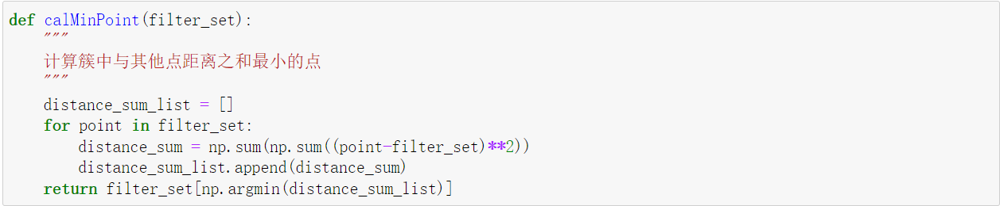 def calMinPoint(filter_set):
    """
    计算簇中与其他点距离之和最小的点
    """
    distance_sum_list = []
    for point in filter_set:
        distance_sum = np.sum(np.sum((point-filter_set)**2))
        distance_sum_list.append(distance_sum)
    return filter_set[np.argmin(distance_sum_list)]